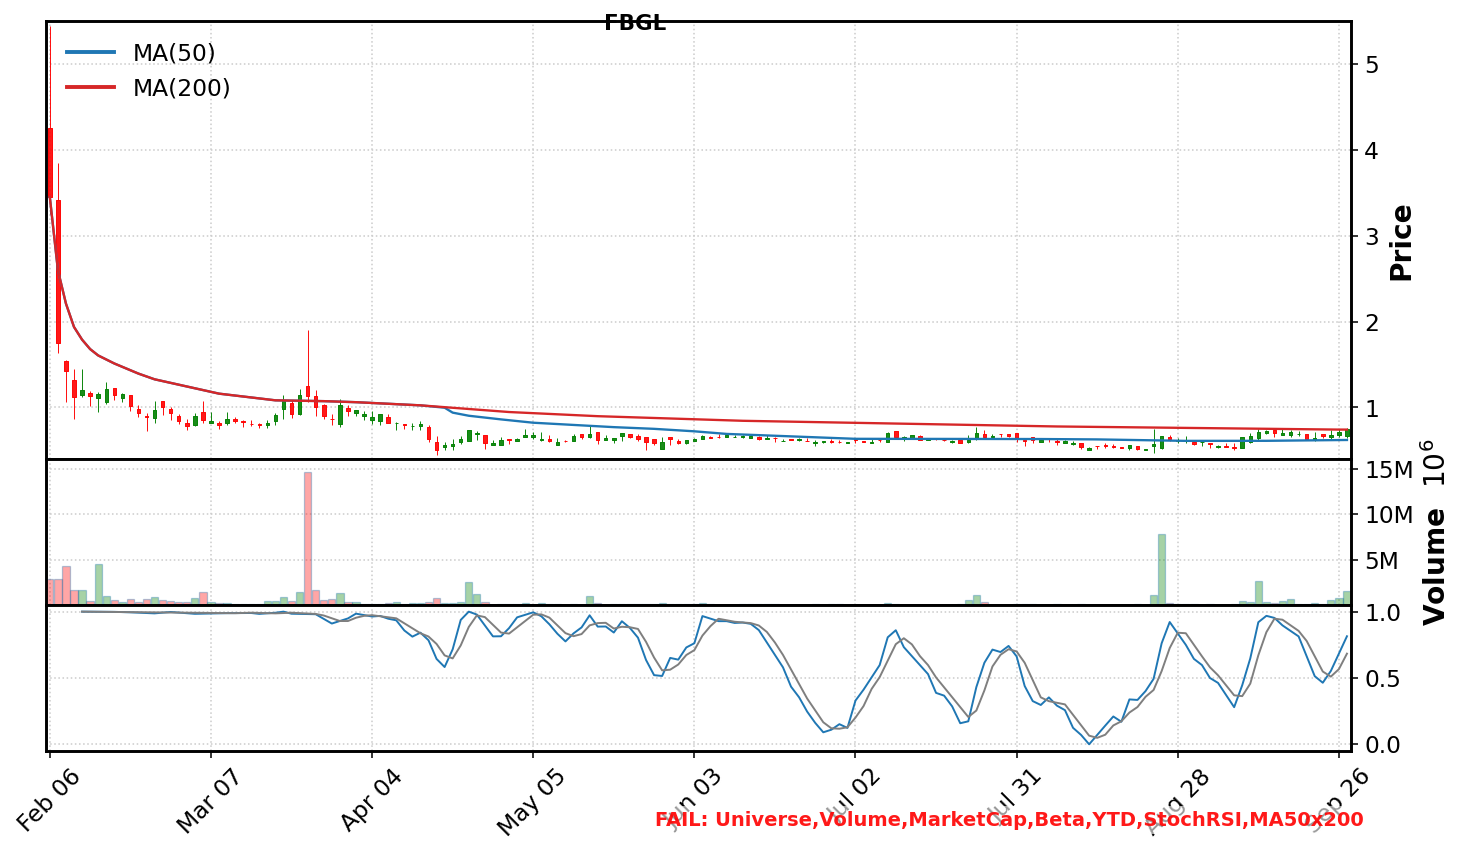 FBGL
MA(50)
MA(200)
5
4
3
2
1
Price
15M
10M
5M
Volume 10^6
1.0
0.5
0.0
Feb 06
Mar 07
Apr 04
May 05
Jun 03
Jul 02
Jul 31
Aug 28
Sep 26
FAIL: Universe,Volume,MarketCap,Beta,YTD,StochRSI,MA50x200